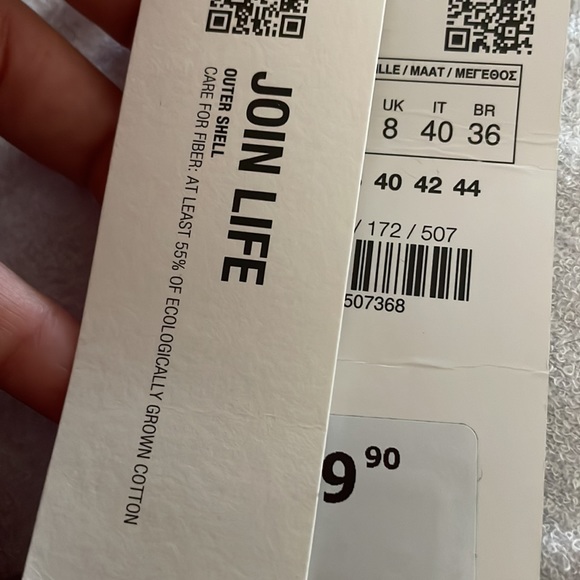 JOIN LIFE
OUTER SHELL
CARE FOR FIBER: AT LEAST 55% OF ECOLOGICALLY GROWN COTTON
/ MAAT / ΜΕΓΕΘΟΣ
UK IT BR
8 40 36
40 42 44
/ 172 / 507
507368
9 90